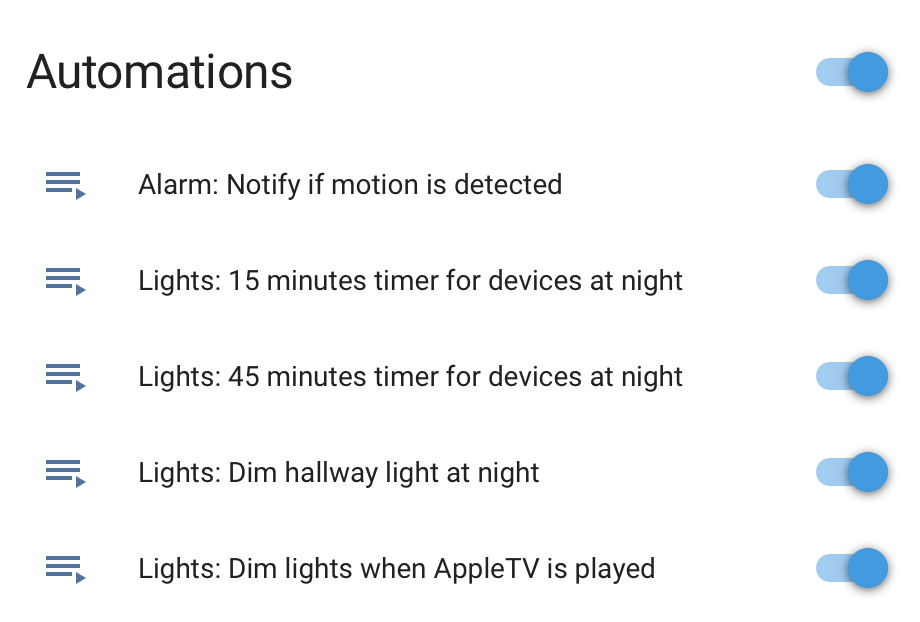 Automations
Alarm: Notify if motion is detected
Lights: 15 minutes timer for devices at night
Lights: 45 minutes timer for devices at night
Lights: Dim hallway light at night
Lights: Dim lights when AppleTV is played